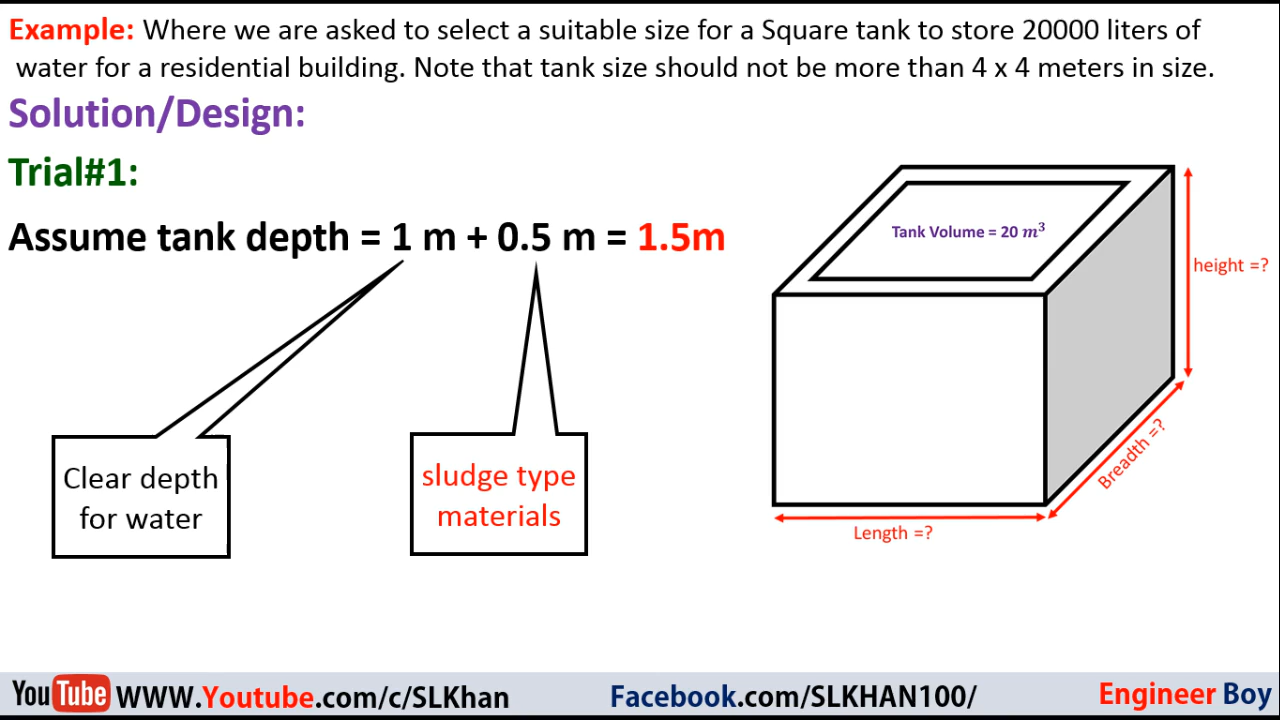 Example: Where we are asked to select a suitable size for a Square tank to store 20000 liters of
water for a residential building. Note that tank size should not be more than 4 x 4 meters in size.
Solution/Design:
Trial#1:
Assume tank depth = 1 m + 0.5 m = 1.5m
Clear depth
for water
sludge type
materials
Tank Volume = 20 m³
height =?
Breadth =?
Length =?
YouTube WWW.Youtube.com/c/SLKhan
Facebook.com/SLKHAN100/
Engineer Boy